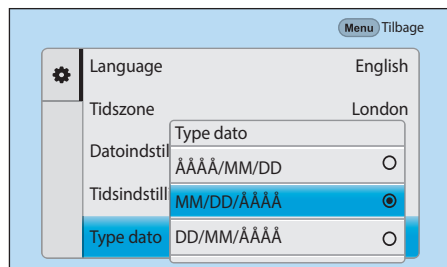 Menu Tilbage
Language English
Tidszone London
Type dato
Datoindstil
ÅÅÅÅ/MM/DD
Tidsindstill
MM/DD/ÅÅÅÅ
Type dato DD/MM/ÅÅÅÅ